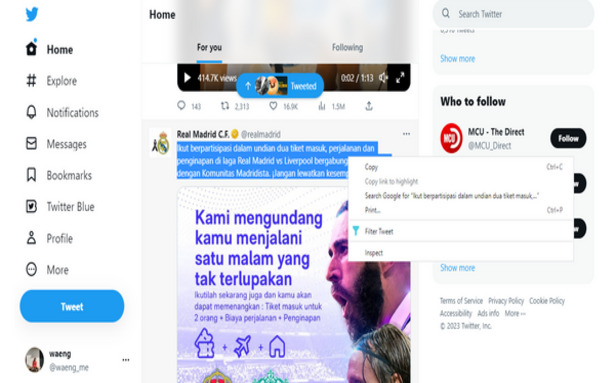 Home
Explore
Notifications
Messages
Bookmarks
Twitter Blue
Profile
More
Tweet
waeng
@waeng_me
Home
For you
Following
414.7K views
0:02 / 1:13
Tweeted
143
2,313
16.9K
1.5M
Real Madrid C.F. @realmadrid
Ikut berpartisipasi dalam undian dua tiket masuk, perjalanan dan
penginapan di laga Real Madrid vs Liverpool bergabung
dengan Komunitas Madridista. ¡Jangan lewatkan
Kami mengundang
kamu menjalani
satu malam yang
tak terlupakan
Ikutilah sekarang juga dan kamu akan
dapat memenangkan : Tiket masuk untuk
2 orang + Biaya perjalanan + Penginapan
+ +
Copy Ctrl+C
Copy link to highlight
Search Google for "Ikut berpartisipasi dalam undian dua tiket masuk,..."
Print... Ctrl+P
Filter Tweet
Inspect
Search Twitter
Show more
Who to follow
MCU
MCU - The Direct
@MCU_Direct
Follow
Show more
Terms of Service Privacy Policy Cookie Policy
Accessibility Ads info More
© 2023 Twitter, Inc.